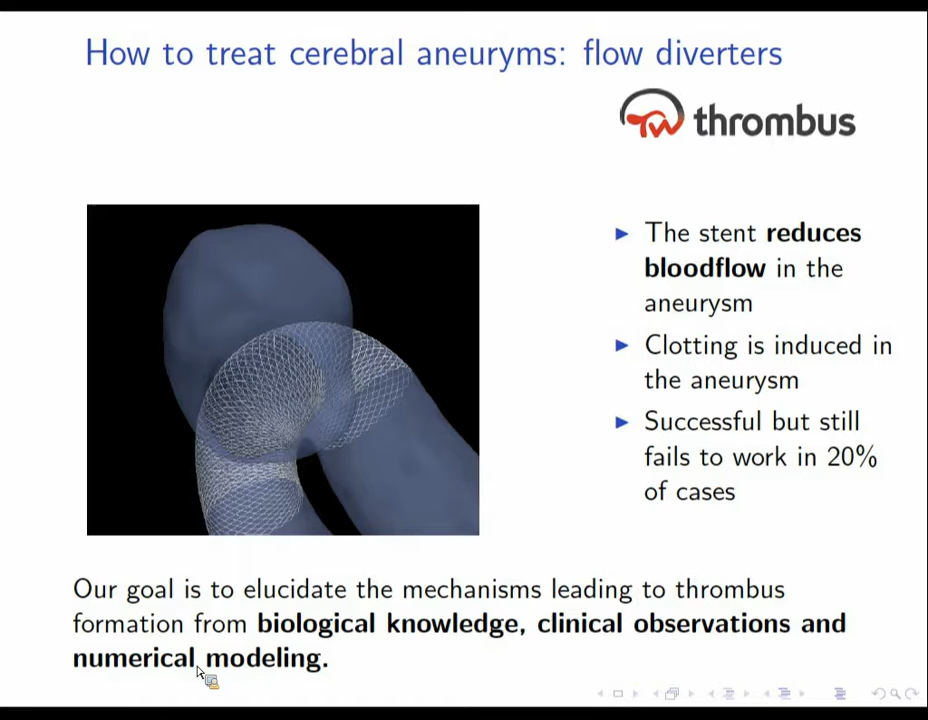 How to treat cerebral aneuryms: flow diverters
thrombus
▶ The stent reduces
bloodflow in the
aneurysm
▶ Clotting is induced in
the aneurysm
▶ Successful but still
fails to work in 20%
of cases
Our goal is to elucidate the mechanisms leading to thrombus
formation from biological knowledge, clinical observations and
numerical modeling.